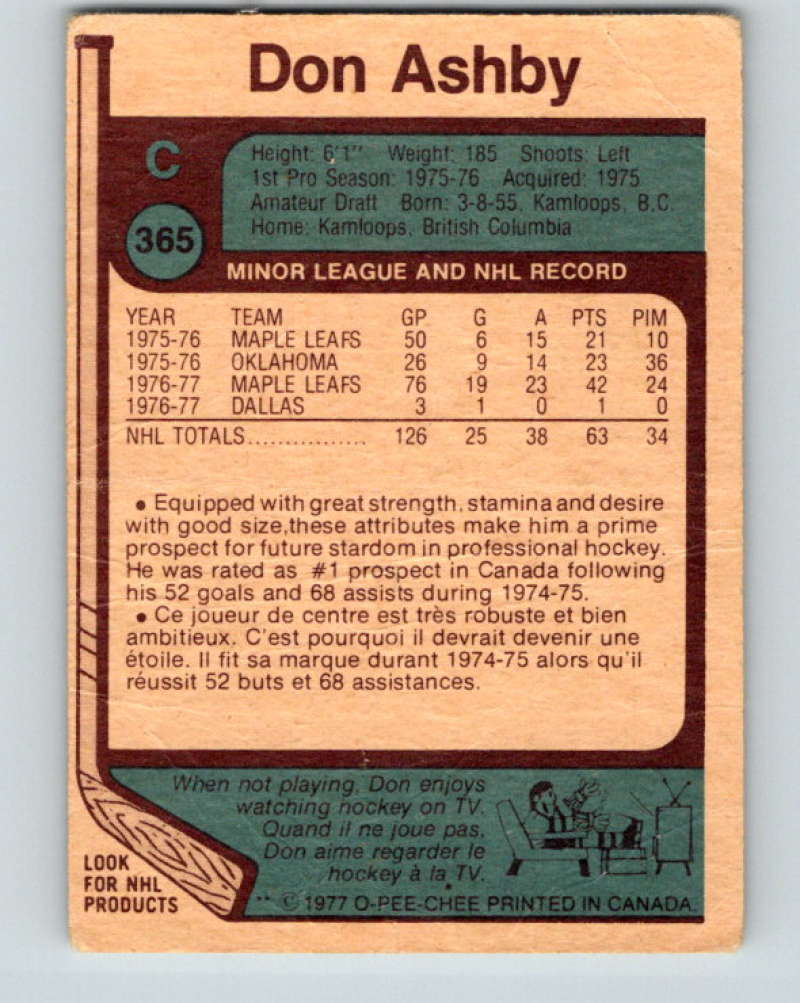 Don Ashby
C
Height: 6'1" Weight: 185 Shoots: Left
1st Pro Season: 1975-76 Acquired: 1975
Amateur Draft Born: 3-8-55, Kamloops, B.C.
Home: Kamloops, British Columbia
365
MINOR LEAGUE AND NHL RECORD
YEAR TEAM GP G A PTS PIM
1975-76 MAPLE LEAFS 50 6 15 21 10
1975-76 OKLAHOMA 26 9 14 23 36
1976-77 MAPLE LEAFS 76 19 23 42 24
1976-77 DALLAS 3 1 0 1 0
NHL TOTALS................ 126 25 38 63 34
● Equipped with great strength, stamina and desire
with good size,these attributes make him a prime
prospect for future stardom in professional hockey.
He was rated as #1 prospect in Canada following
his 52 goals and 68 assists during 1974-75.
● Ce joueur de centre est très robuste et bien
ambitieux. C'est pourquoi il devrait devenir une
étoile. Il fit sa marque durant 1974-75 alors qu'il
réussit 52 buts et 68 assistances.
When not playing, Don enjoys
watching hockey on TV.
Quand il ne joue pas,
Don aime regarder le
hockey à la TV.
LOOK
FOR NHL
PRODUCTS
** © 1977 O-PEE-CHEE PRINTED IN CANADA.